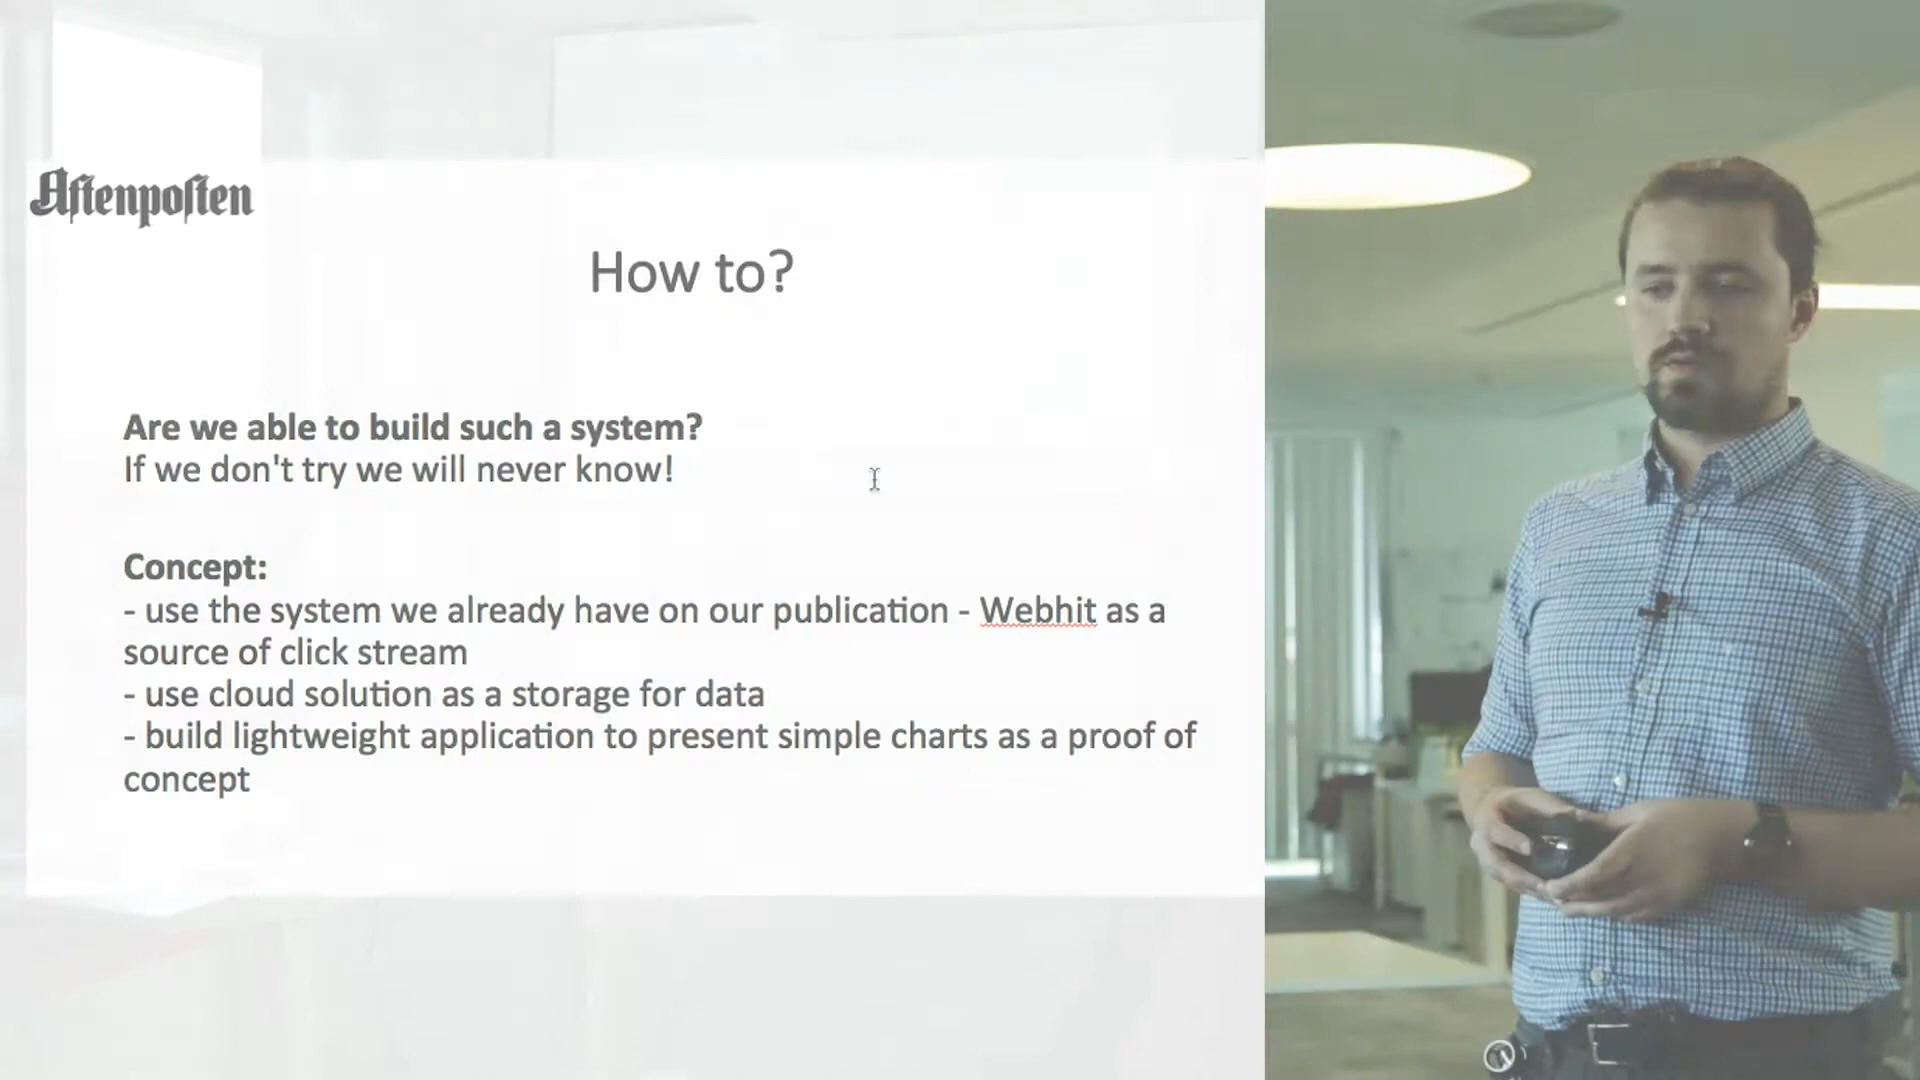 Aftenposten
How to?
Are we able to build such a system?
If we don't try we will never know!
Concept:
- use the system we already have on our publication - Webhit as a
source of click stream
- use cloud solution as a storage for data
- build lightweight application to present simple charts as a proof of
concept